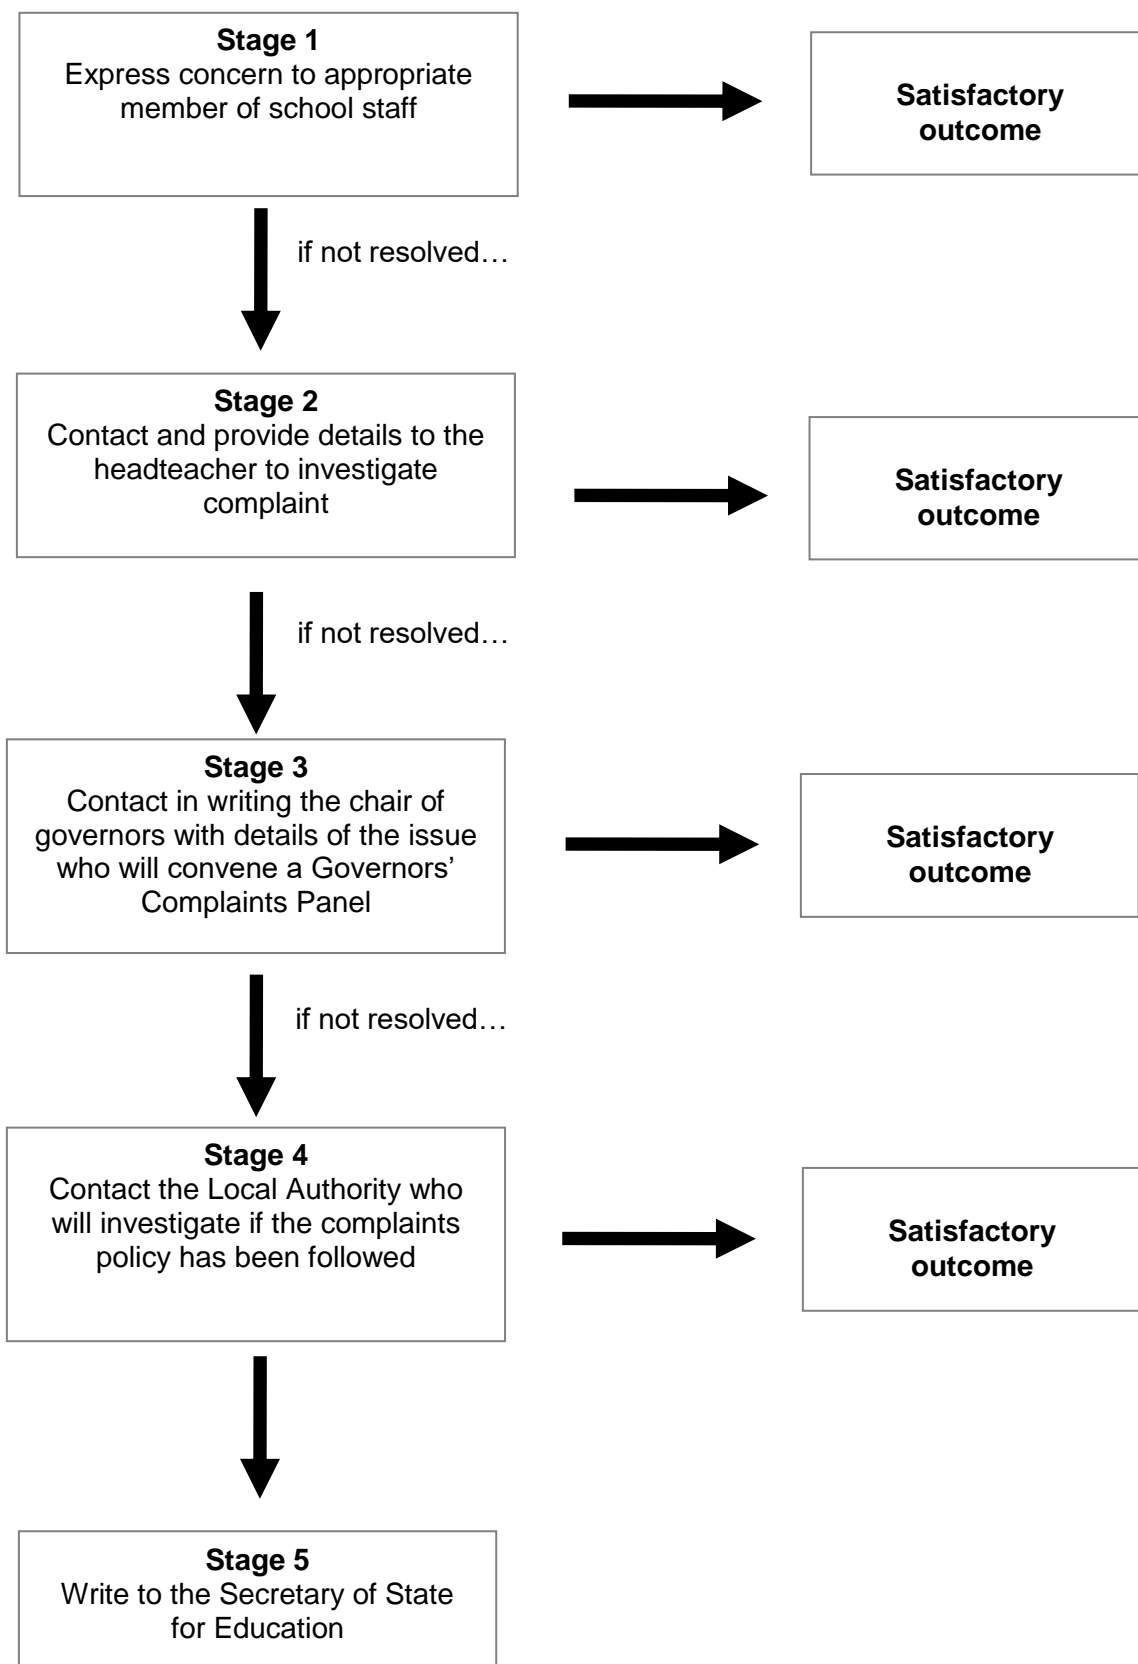 Stage 1
Express concern to appropriate
member of school staff
Satisfactory
outcome
if not resolved…
Stage 2
Contact and provide details to the
headteacher to investigate
complaint
Satisfactory
outcome
if not resolved…
Stage 3
Contact in writing the chair of
governors with details of the issue
who will convene a Governors’
Complaints Panel
Satisfactory
outcome
if not resolved…
Stage 4
Contact the Local Authority who
will investigate if the complaints
policy has been followed
Satisfactory
outcome
Stage 5
Write to the Secretary of State
for Education